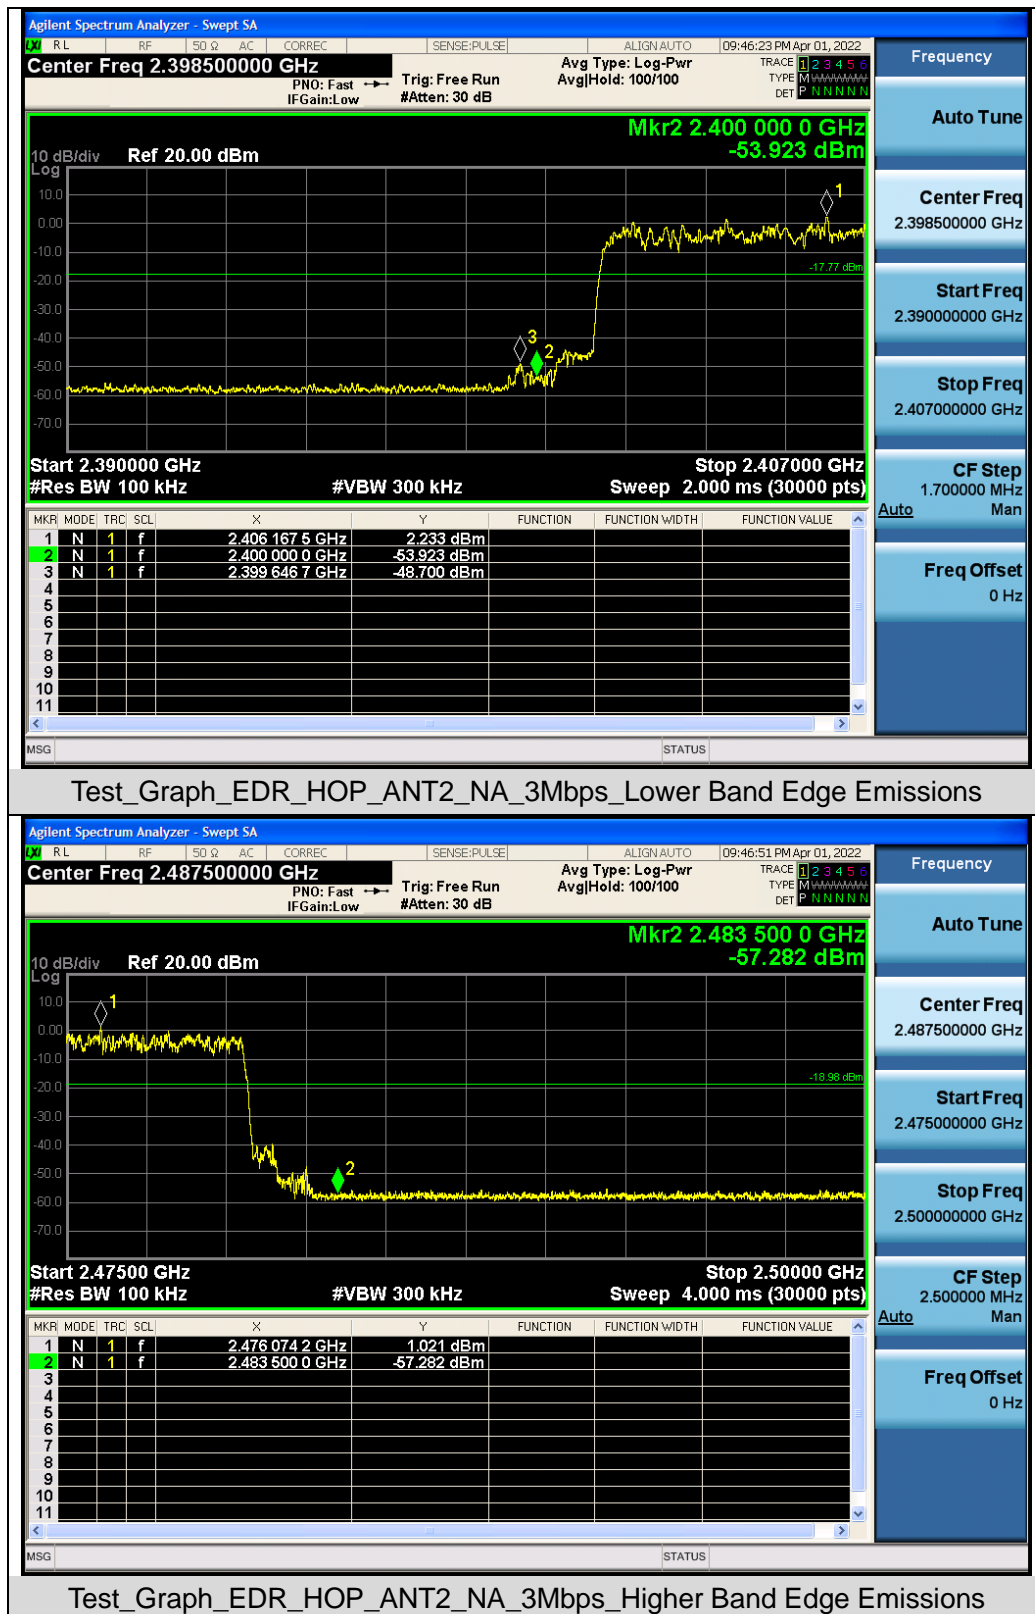 Agilent Spectrum Analyzer - Swept SA
LXI RL RF 50 Ω AC CORREC SENSE:PULSE ALIGN AUTO 09:46:23 PM Apr 01, 2022
Center Freq 2.398500000 GHz
PNO: Fast
IFGain:Low
Trig: Free Run
#Atten: 30 dB
Avg Type: Log-Pwr
Avg|Hold: 100/100
TRACE 1 2 3 4 5 6
TYPE M WWWWW
DET P N N N N N
Mkr2 2.400 000 0 GHz
-53.923 dBm
10 dB/div Ref 20.00 dBm
Log
10.0
0.00
-10.0
-20.0
-30.0
-40.0
-50.0
-60.0
-70.0
1
-17.77 dBm
3
2
Start 2.390000 GHz Stop 2.407000 GHz
#Res BW 100 kHz #VBW 300 kHz Sweep 2.000 ms (30000 pts)
MKR MODE TRC SCL X Y FUNCTION FUNCTION WIDTH FUNCTION VALUE
1 N 1 f 2.406 167 5 GHz 2.233 dBm
2 N 1 f 2.400 000 0 GHz -53.923 dBm
3 N 1 f 2.399 646 7 GHz -48.700 dBm
4
5
6
7
8
9
10
11
MSG STATUS
Frequency
Auto Tune
Center Freq
2.398500000 GHz
Start Freq
2.390000000 GHz
Stop Freq
2.407000000 GHz
CF Step
1.700000 MHz
Auto Man
Freq Offset
0 Hz
Test_Graph_EDR_HOP_ANT2_NA_3Mbps_Lower Band Edge Emissions
Agilent Spectrum Analyzer - Swept SA
LXI RL RF 50 Ω AC CORREC SENSE:PULSE ALIGN AUTO 09:46:51 PM Apr 01, 2022
Center Freq 2.487500000 GHz
PNO: Fast
IFGain:Low
Trig: Free Run
#Atten: 30 dB
Avg Type: Log-Pwr
Avg|Hold: 100/100
TRACE 1 2 3 4 5 6
TYPE M WWWWW
DET P N N N N N
Mkr2 2.483 500 0 GHz
-57.282 dBm
10 dB/div Ref 20.00 dBm
Log
10.0
0.00
-10.0
-20.0
-30.0
-40.0
-50.0
-60.0
-70.0
1
-18.98 dBm
2
Start 2.47500 GHz Stop 2.50000 GHz
#Res BW 100 kHz #VBW 300 kHz Sweep 4.000 ms (30000 pts)
MKR MODE TRC SCL X Y FUNCTION FUNCTION WIDTH FUNCTION VALUE
1 N 1 f 2.476 074 2 GHz 1.021 dBm
2 N 1 f 2.483 500 0 GHz -57.282 dBm
3
4
5
6
7
8
9
10
11
MSG STATUS
Frequency
Auto Tune
Center Freq
2.487500000 GHz
Start Freq
2.475000000 GHz
Stop Freq
2.500000000 GHz
CF Step
2.500000 MHz
Auto Man
Freq Offset
0 Hz
Test_Graph_EDR_HOP_ANT2_NA_3Mbps_Higher Band Edge Emissions